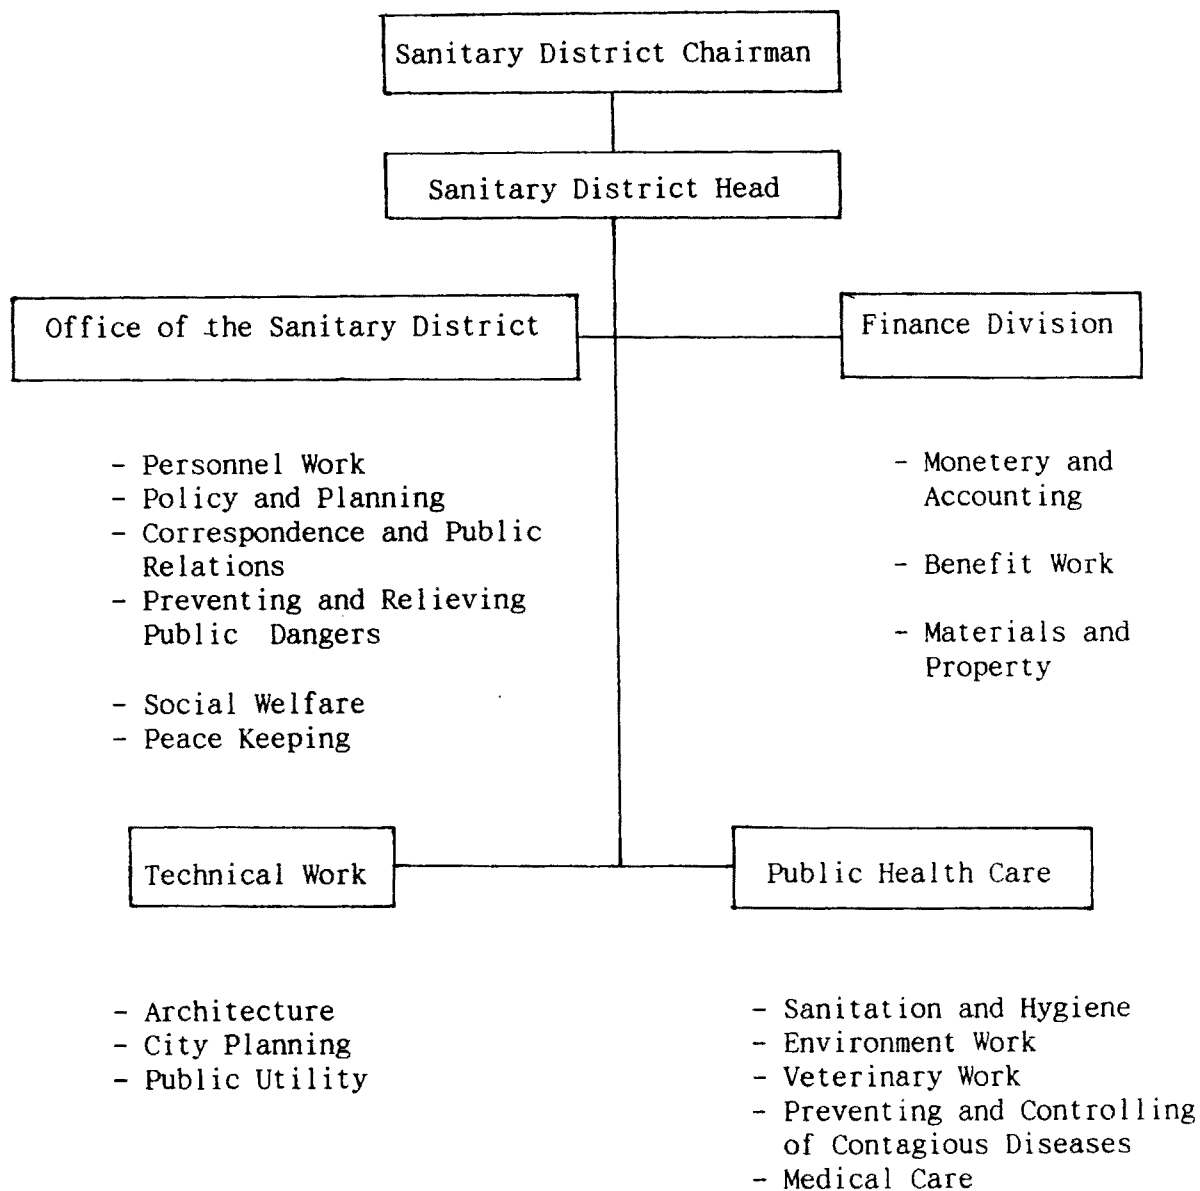 Sanitary District Chairman
Sanitary District Head
Office of the Sanitary District
Finance Division
- Personnel Work
- Policy and Planning
- Correspondence and Public
Relations
- Preventing and Relieving
Public Dangers
- Social Welfare
- Peace Keeping
- Monetery and
Accounting
- Benefit Work
- Materials and
Property
Technical Work
Public Health Care
- Architecture
- City Planning
- Public Utility
- Sanitation and Hygiene
- Environment Work
- Veterinary Work
- Preventing and Controlling
of Contagious Diseases
- Medical Care